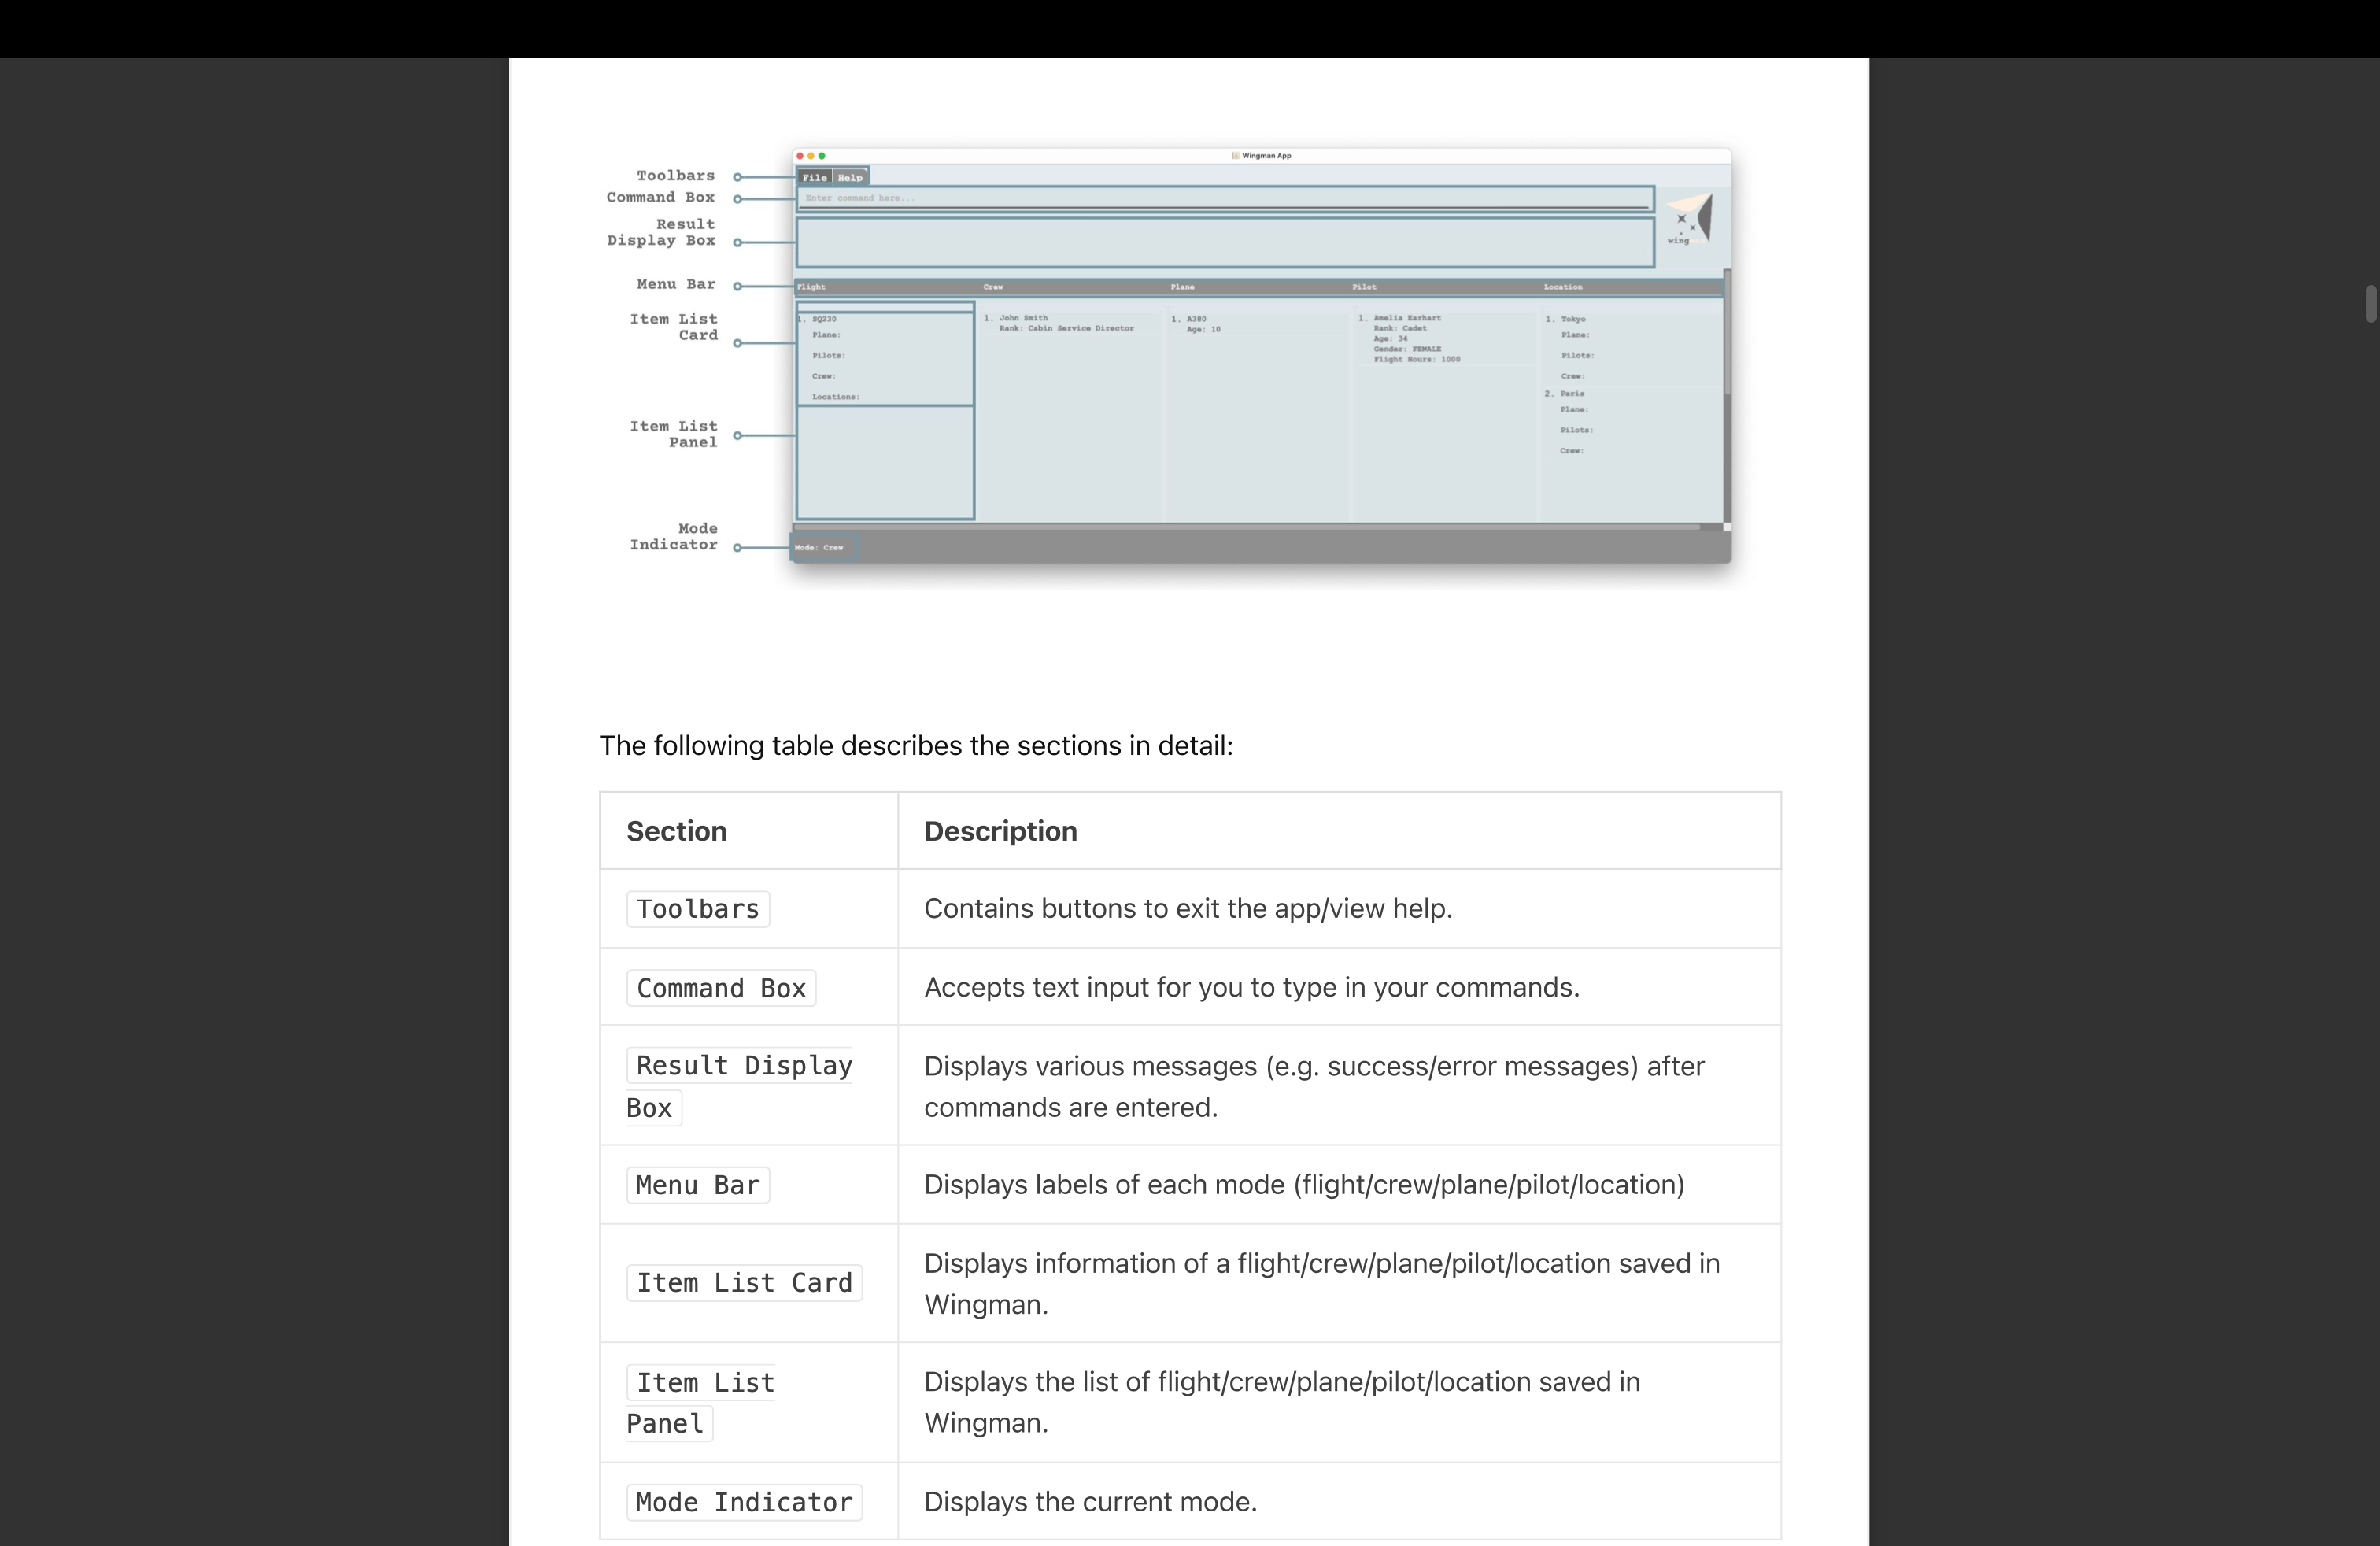 Wingman App
Toolbars
File Help
Command Box
Enter command here...
Result
Display Box
wing
Menu Bar
Flight Crew Plane Pilot Location
Item List
Card
1. SQ230
Plane:
Pilots:
Crew:
Locations:
1. John Smith
Rank: Cabin Service Director
1. A380
Age: 10
1. Amelia Earhart
Rank: Cadet
Age: 34
Gender: FEMALE
Flight Hours: 1000
1. Tokyo
Plane:
Pilots:
Crew:
2. Paris
Plane:
Pilots:
Crew:
Item List
Panel
Mode
Indicator
Mode: Crew
The following table describes the sections in detail:
Section Description
Toolbars Contains buttons to exit the app/view help.
Command Box Accepts text input for you to type in your commands.
Result Display Displays various messages (e.g. success/error messages) after
Box commands are entered.
Menu Bar Displays labels of each mode (flight/crew/plane/pilot/location)
Item List Card Displays information of a flight/crew/plane/pilot/location saved in
Wingman.
Item List Displays the list of flight/crew/plane/pilot/location saved in
Panel Wingman.
Mode Indicator Displays the current mode.